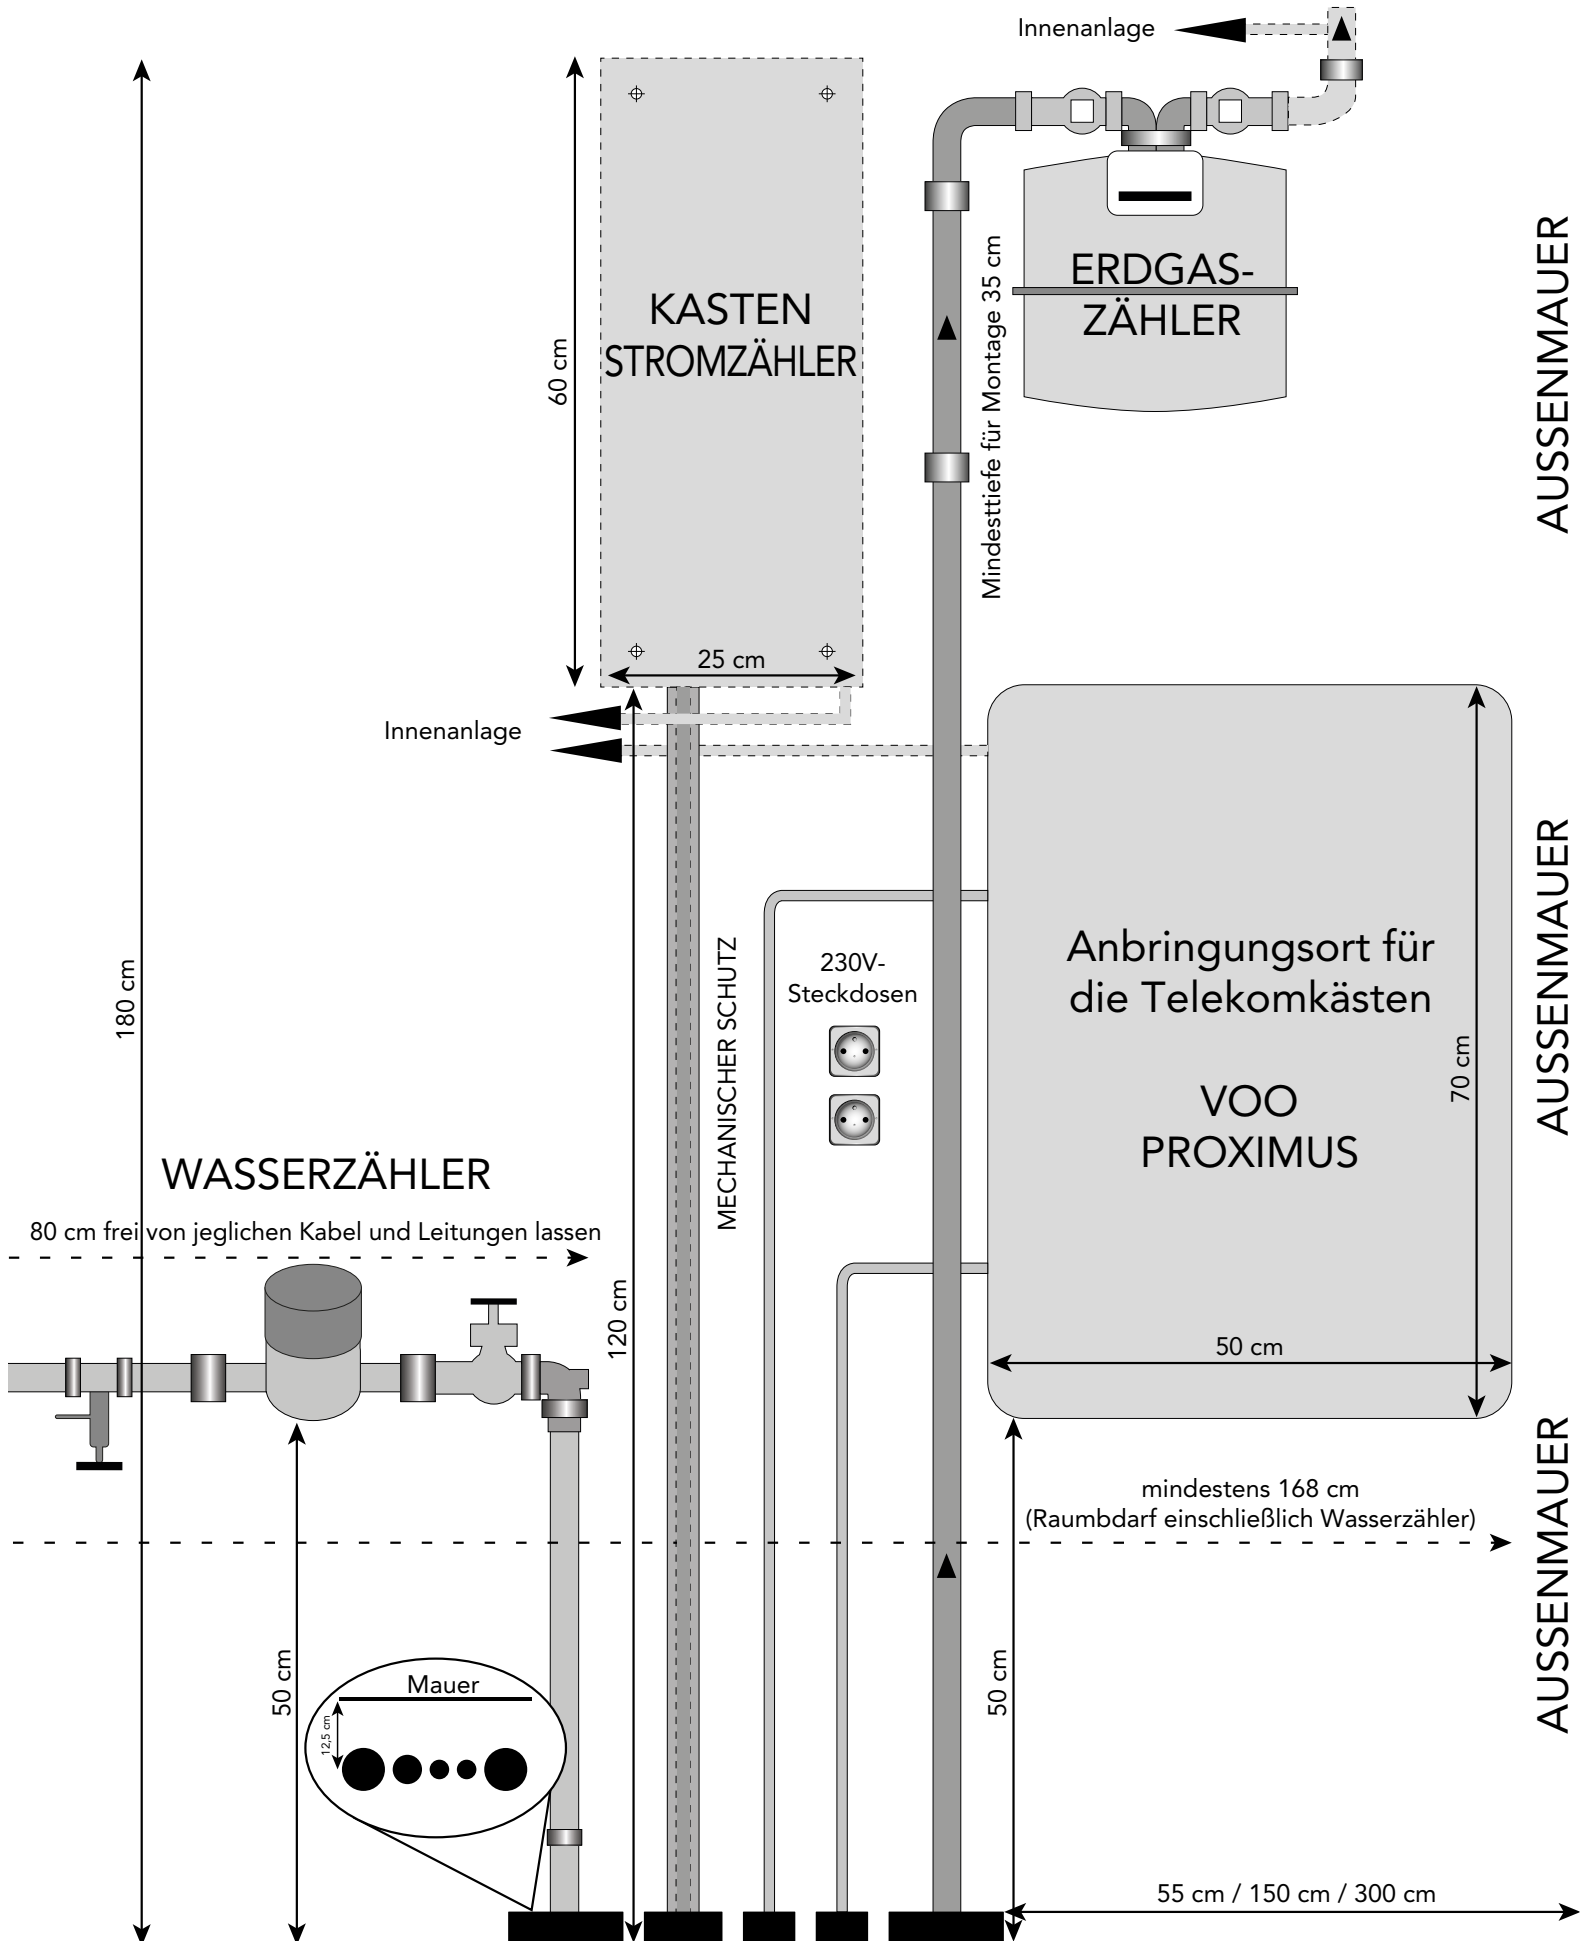 Innenanlage
KASTEN
STROMZÄHLER
60 cm
25 cm
ERDGAS-
ZÄHLER
Mindesttiefe für Montage 35 cm
AUSSENMAUER
Innenanlage
180 cm
120 cm
MECHANISCHER SCHUTZ
230V-
Steckdosen
Anbringungsort für
die Telekomkästen
VOO
PROXIMUS
70 cm
50 cm
AUSSENMAUER
WASSERZÄHLER
80 cm frei von jeglichen Kabel und Leitungen lassen
50 cm
Mauer
12,5 cm
mindestens 168 cm
(Raumbdarf einschließlich Wasserzähler)
50 cm
AUSSENMAUER
55 cm / 150 cm / 300 cm